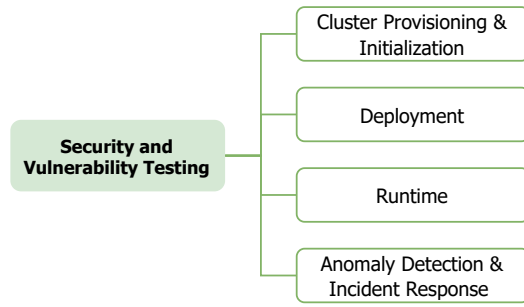 Cluster Provisioning &
Initialization
Deployment
Security and
Vulnerability Testing
Runtime
Anomaly Detection &
Incident Response